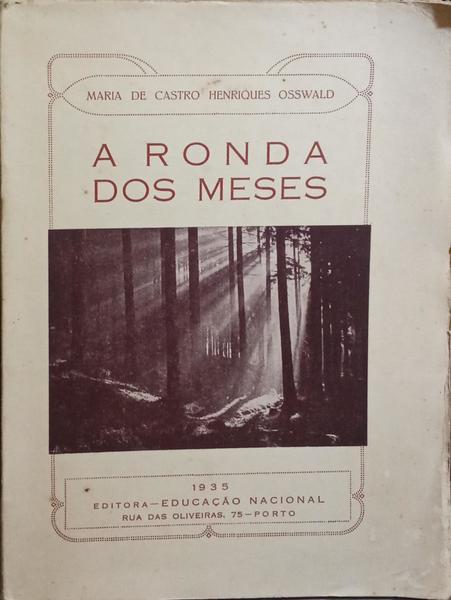 MARIA DE CASTRO HENRIQUES OSSWALD
A RONDA
DOS MESES
1935
EDITORA—EDUCAÇÃO NACIONAL
RUA DAS OLIVEIRAS, 75—PORTO